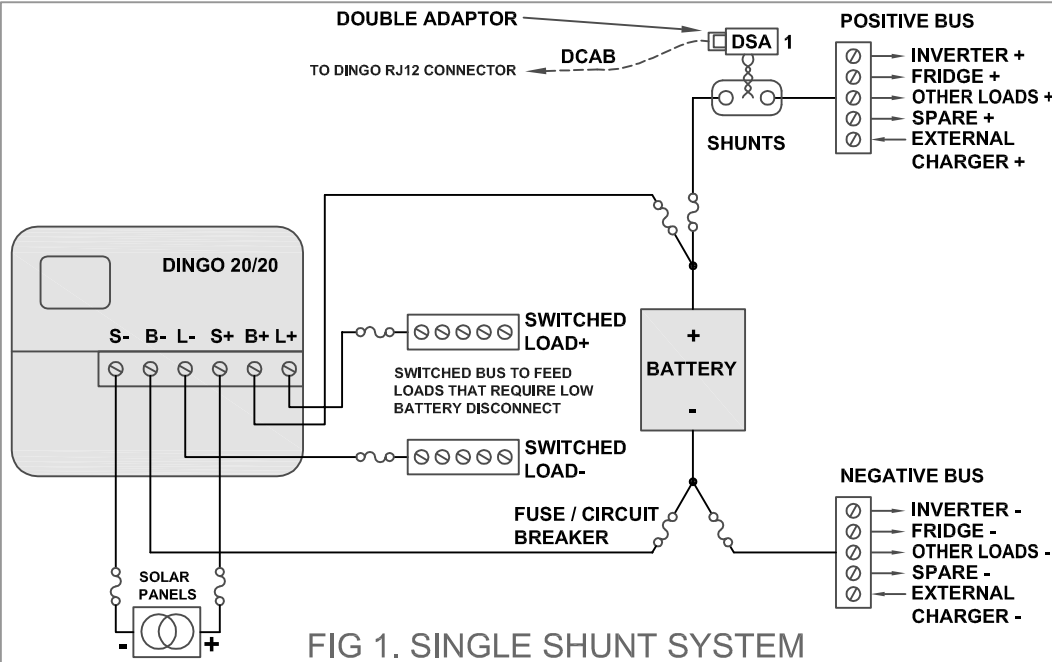 DOUBLE ADAPTOR
DSA 1
DCAB
TO DINGO RJ12 CONNECTOR
SHUNTS
POSITIVE BUS
INVERTER +
FRIDGE +
OTHER LOADS +
SPARE +
EXTERNAL
CHARGER +
DINGO 20/20
S- B- L- S+ B+ L+
SWITCHED
LOAD+
SWITCHED BUS TO FEED
LOADS THAT REQUIRE LOW
BATTERY DISCONNECT
SWITCHED
LOAD-
+
BATTERY
-
FUSE / CIRCUIT
BREAKER
NEGATIVE BUS
INVERTER -
FRIDGE -
OTHER LOADS -
SPARE -
EXTERNAL
CHARGER -
SOLAR
PANELS
- +
FIG 1. SINGLE SHUNT SYSTEM